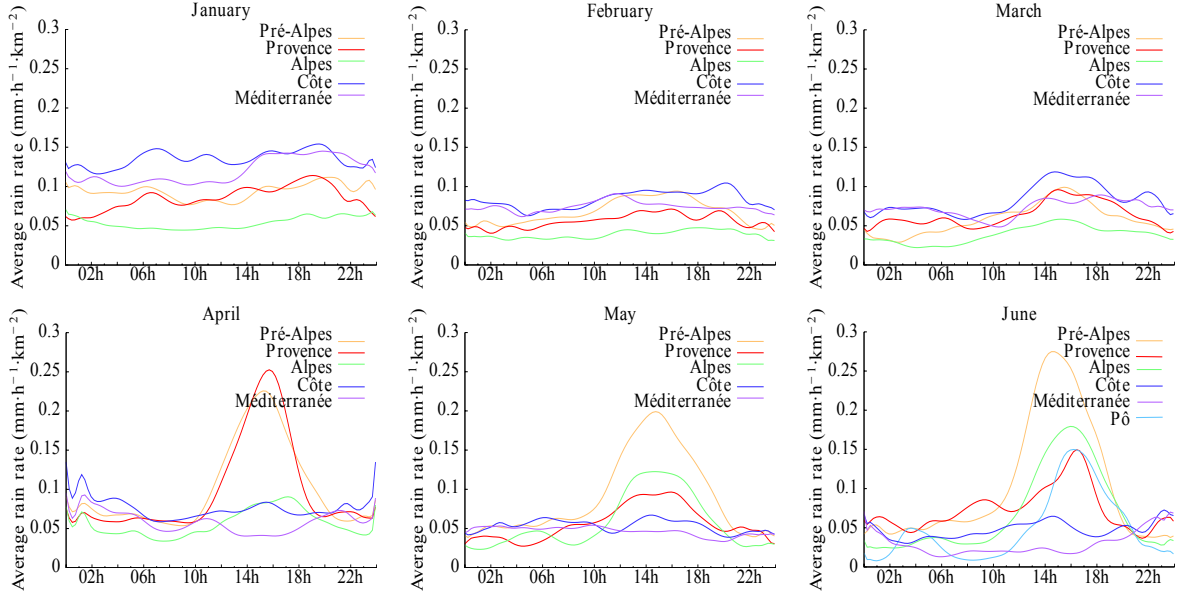 January
Average rain rate (mm·h⁻¹·km⁻²)
0.3
0.25
0.2
0.15
0.1
0.05
0
02h 06h 10h 14h 18h 22h
Pré-Alpes
Provence
Alpes
Côte
Méditerranée
February
Average rain rate (mm·h⁻¹·km⁻²)
0.3
0.25
0.2
0.15
0.1
0.05
0
02h 06h 10h 14h 18h 22h
Pré-Alpes
Provence
Alpes
Côte
Méditerranée
March
Average rain rate (mm·h⁻¹·km⁻²)
0.3
0.25
0.2
0.15
0.1
0.05
0
02h 06h 10h 14h 18h 22h
Pré-Alpes
Provence
Alpes
Côte
Méditerranée
April
Average rain rate (mm·h⁻¹·km⁻²)
0.3
0.25
0.2
0.15
0.1
0.05
0
02h 06h 10h 14h 18h 22h
Pré-Alpes
Provence
Alpes
Côte
Méditerranée
May
Average rain rate (mm·h⁻¹·km⁻²)
0.3
0.25
0.2
0.15
0.1
0.05
0
02h 06h 10h 14h 18h 22h
Pré-Alpes
Provence
Alpes
Côte
Méditerranée
June
Average rain rate (mm·h⁻¹·km⁻²)
0.3
0.25
0.2
0.15
0.1
0.05
0
02h 06h 10h 14h 18h 22h
Pré-Alpes
Provence
Alpes
Côte
Méditerranée
Pô